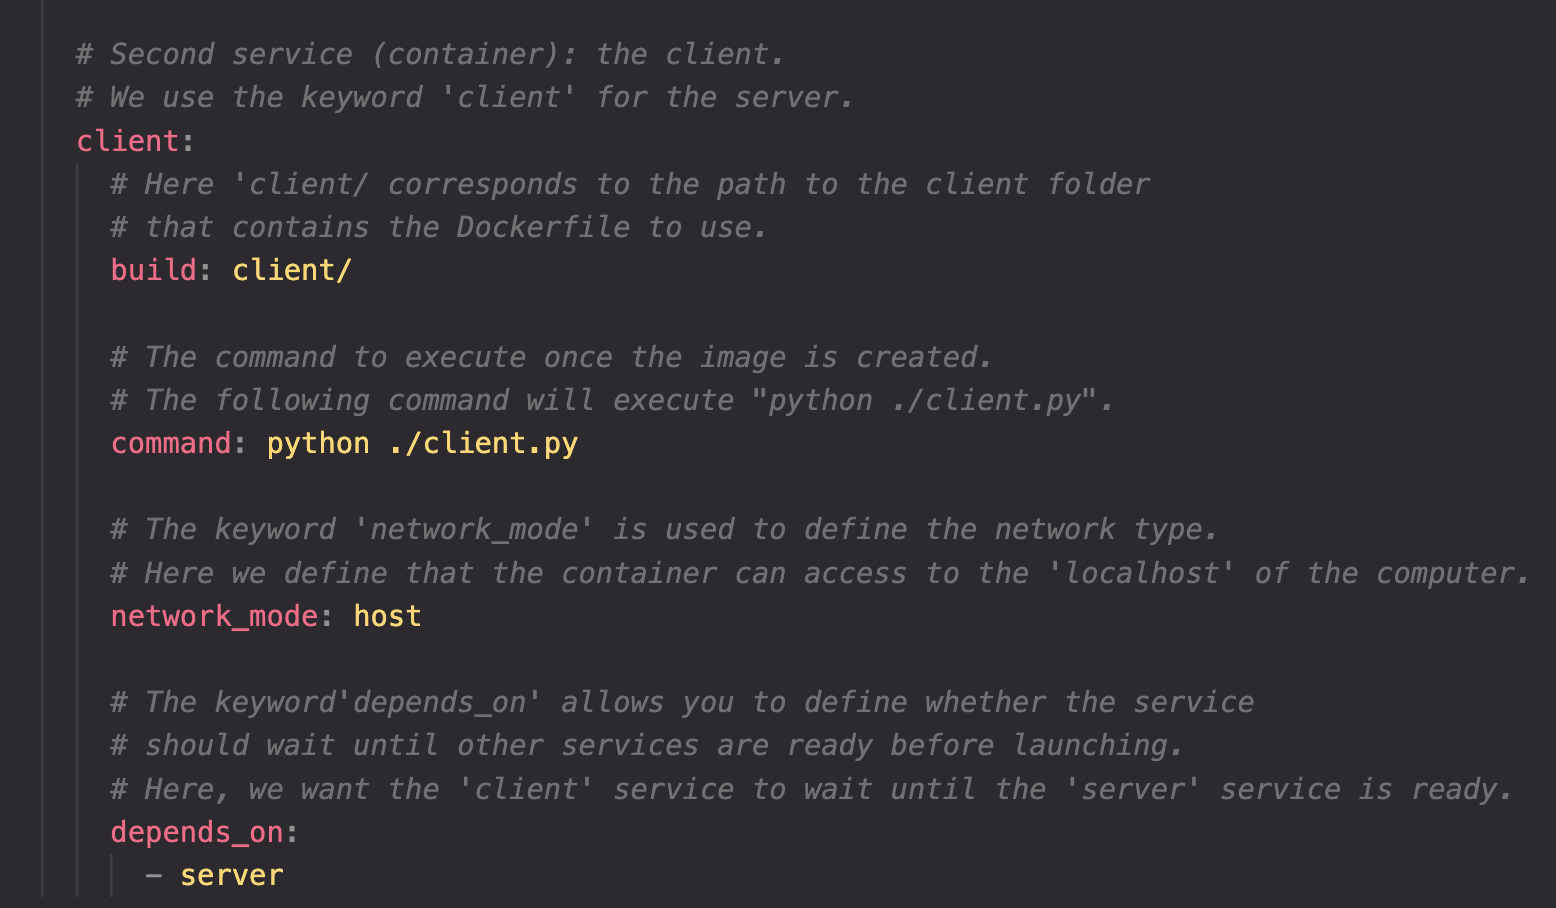 # Second service (container): the client.
# We use the keyword 'client' for the server.
client:
# Here 'client/ corresponds to the path to the client folder
# that contains the Dockerfile to use.
build: client/
# The command to execute once the image is created.
# The following command will execute "python ./client.py".
command: python ./client.py
# The keyword 'network_mode' is used to define the network type.
# Here we define that the container can access to the 'localhost' of the computer.
network_mode: host
# The keyword'depends_on' allows you to define whether the service
# should wait until other services are ready before launching.
# Here, we want the 'client' service to wait until the 'server' service is ready.
depends_on:
- server